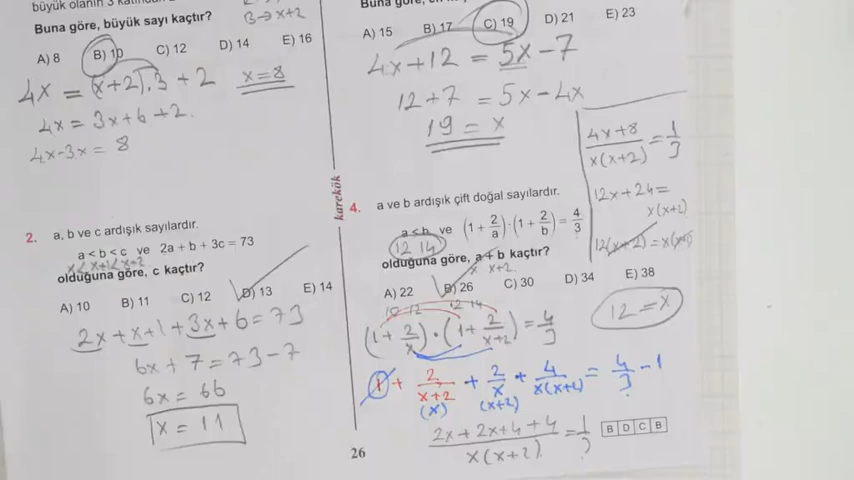 büyük olanın 3 katından
Buna göre, büyük sayı kaçtır?
3 → x+2
A) 8 B) 10 C) 12 D) 14 E) 16
4x = (x+2).3 + 2
x = 8
4x = 3x+6 +2
4x-3x = 8
2. a, b ve c ardışık sayılardır.
a < b < c ve 2a + b + 3c = 73
x < x+1 < x+2
olduğuna göre, c kaçtır?
A) 10 B) 11 C) 12 D) 13 E) 14
2x + x+1 + 3x + 6 = 73
6x + 7 = 73 - 7
6x = 66
x = 11
karekök
26
Buna göre,
A) 15 B) 17 C) 19 D) 21 E) 23
4x+12 = 5x-7
12+7 = 5x-4x
19 = x
4. a ve b ardışık çift doğal sayılardır.
a < b ve (1 + 2/a) . (1 + 2/b) = 4/3
12 14
olduğuna göre, a + b kaçtır?
x x+2
A) 22 B) 26 C) 30 D) 34 E) 38
10 12 12 14
(1 + 2/x) . (1 + 2/x+2) = 4/3
1 + 2/x+2 + 2/x + 4/x(x+2) = 4/3 - 1
(x) (x+2)
2x + 2x + 4 + 4 / x(x+2) = 1/3
4x+8 / x(x+2) = 1/3
12x + 24 =
x(x+2)
12(x+2) = x(x+2)
12 = x
B D C B